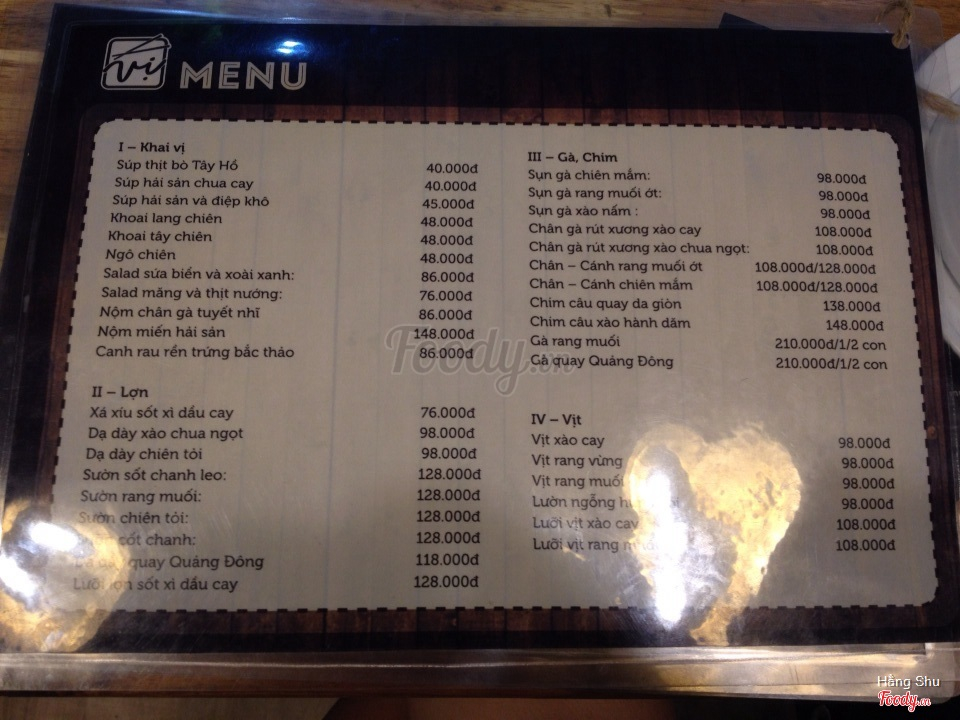 Vị MENU
I – Khai vị
Súp thịt bò Tây Hồ 40.000đ
Súp hải sản chua cay 40.000đ
Súp hải sản và điệp khô 45.000đ
Khoai lang chiên 48.000đ
Khoai tây chiên 48.000đ
Ngô chiên 48.000đ
Salad sứa biển và xoài xanh: 86.000đ
Salad măng và thịt nướng: 76.000đ
Nộm chân gà tuyết nhĩ 86.000đ
Nộm miến hải sản 148.000đ
Canh rau rền trứng bắc thảo 86.000đ
II – Lợn
Xá xíu sốt xì dầu cay 76.000đ
Dạ dày xào chua ngọt 98.000đ
Dạ dày chiên tỏi 98.000đ
Sườn sốt chanh leo: 128.000đ
Sườn rang muối: 128.000đ
Sườn chiên tỏi: 128.000đ
sốt chanh: 128.000đ
quay Quảng Đông 118.000đ
Lưỡi lợn sốt xì dầu cay 128.000đ
III – Gà, Chim
Sụn gà chiên mắm: 98.000đ
Sụn gà rang muối ớt: 98.000đ
Sụn gà xào nấm : 98.000đ
Chân gà rút xương xào cay 108.000đ
Chân gà rút xương xào chua ngọt: 108.000đ
Chân – Cánh rang muối ớt 108.000đ/128.000đ
Chân – Cánh chiên mắm 108.000đ/128.000đ
Chim câu quay da giòn 138.000đ
Chim câu xào hành dăm 148.000đ
Gà rang muối 210.000đ/1/2 con
Gà quay Quảng Đông 210.000đ/1/2 con
IV – Vịt
Vịt xào cay 98.000đ
Vịt rang vừng 98.000đ
Vịt rang muối 98.000đ
Lườn ngỗng 98.000đ
Lưỡi vịt xào cay 108.000đ
Lưỡi vịt rang 108.000đ
Foody.vn
Hằng Shu
Foody.vn